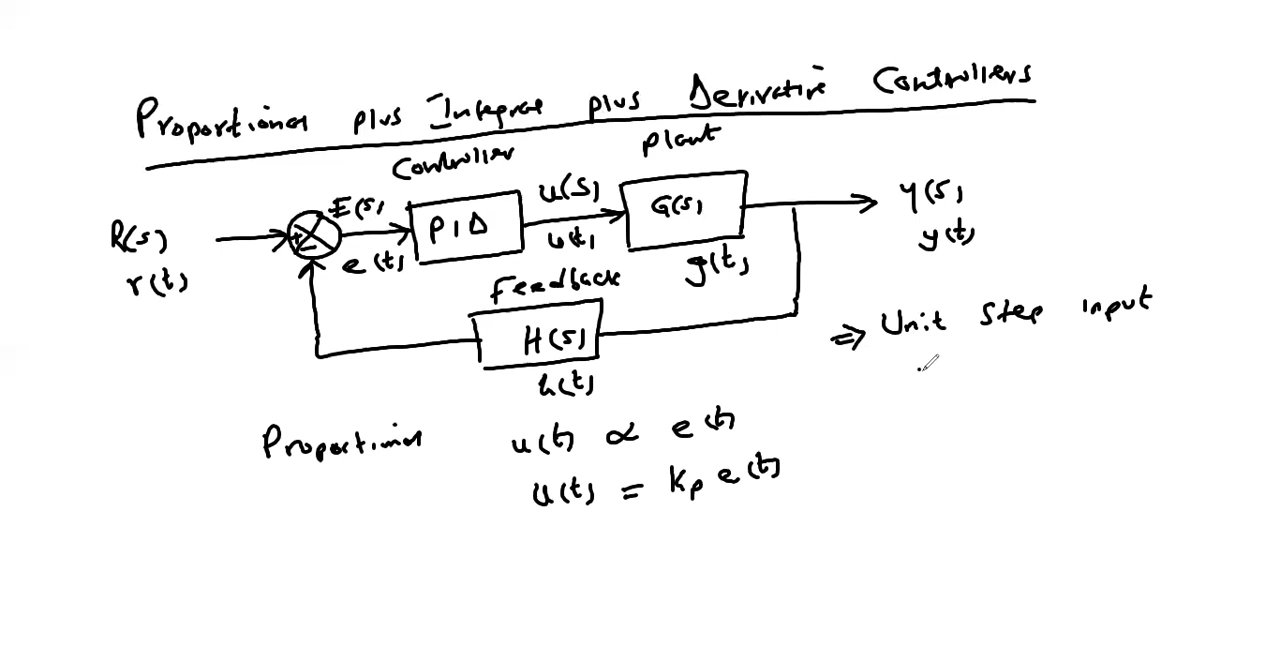 Proportional plus Integral plus Derivative Controllers
Controller
Plant
R(s)
r(t)
+
-
E(s)
e(t)
PID
u(s)
u(t)
G(s)
g(t)
Y(s)
y(t)
Feedback
H(s)
h(t)
⇒ Unit Step input
Proportional u(t) ∝ e(t)
u(t) = Kp e(t)